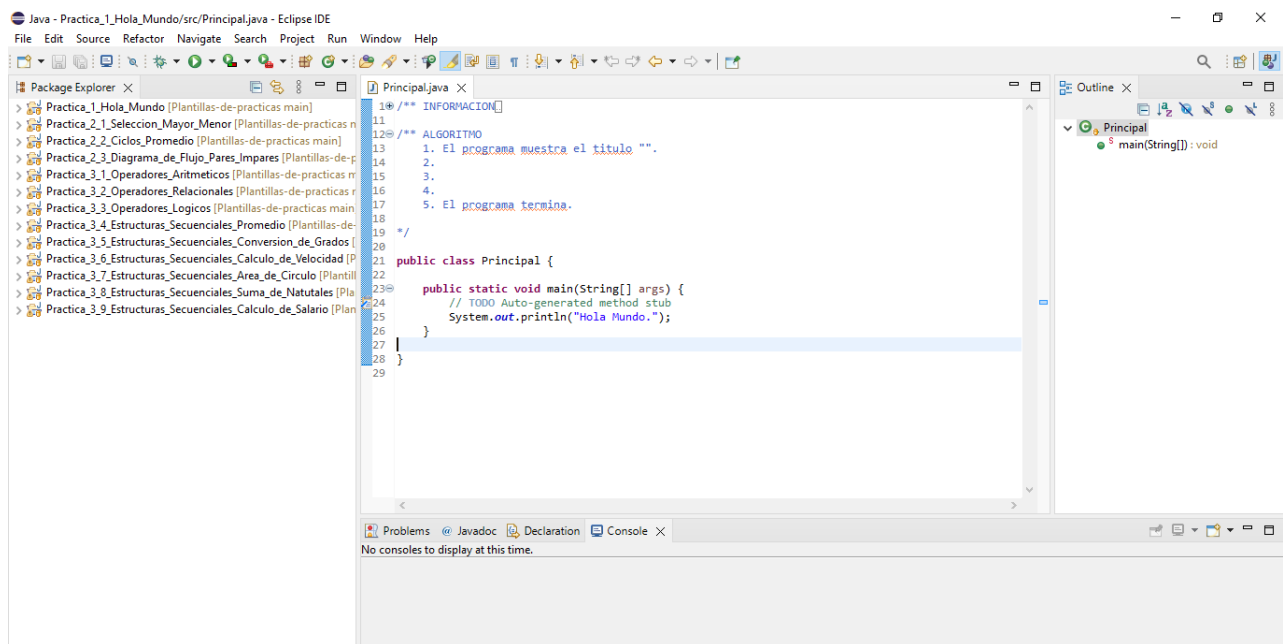 Java - Practica_1_Hola_Mundo/src/Principal.java - Eclipse IDE
File Edit Source Refactor Navigate Search Project Run Window Help
Package Explorer
Practica_1_Hola_Mundo [Plantillas-de-practicas main]
Practica_2_1_Seleccion_Mayor_Menor [Plantillas-de-practicas m
Practica_2_2_Ciclos_Promedio [Plantillas-de-practicas main]
Practica_2_3_Diagrama_de_Flujo_Pares_Impares [Plantillas-de-p
Practica_3_1_Operadores_Aritmeticos [Plantillas-de-practicas m
Practica_3_2_Operadores_Relacionales [Plantillas-de-practicas m
Practica_3_3_Operadores_Logicos [Plantillas-de-practicas main
Practica_3_4_Estructuras_Secuenciales_Promedio [Plantillas-de-
Practica_3_5_Estructuras_Secuenciales_Conversion_de_Grados [
Practica_3_6_Estructuras_Secuenciales_Calculo_de_Velocidad [P
Practica_3_7_Estructuras_Secuenciales_Area_de_Circulo [Plantill
Practica_3_8_Estructuras_Secuenciales_Suma_de_Natutales [Pla
Practica_3_9_Estructuras_Secuenciales_Calculo_de_Salario [Plan
Principal.java
1 /** INFORMACION
11
12 /** ALGORITMO
13 1. El programa muestra el titulo "".
14 2.
15 3.
16 4.
17 5. El programa termina.
18
19 */
20
21 public class Principal {
22
23 public static void main(String[] args) {
24 // TODO Auto-generated method stub
25 System.out.println("Hola Mundo.");
26 }
27
28 }
29
Outline
Principal
main(String[]) : void
Problems @ Javadoc Declaration Console
No consoles to display at this time.